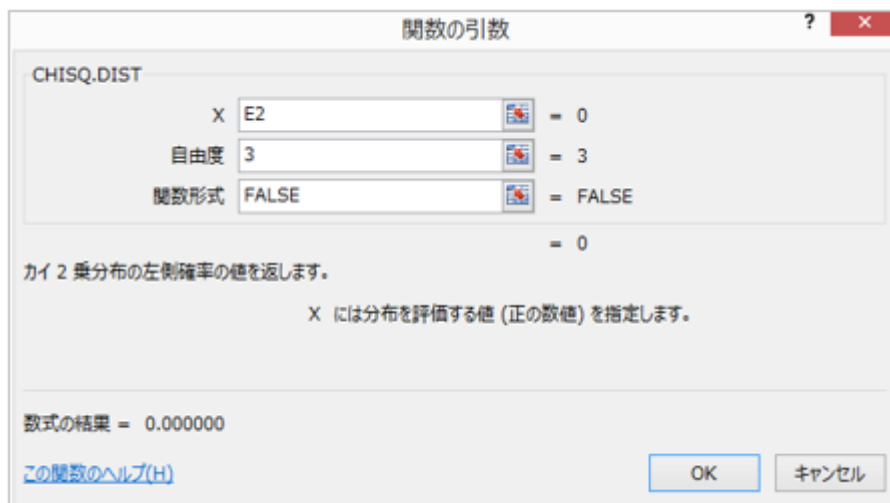 関数の引数 ? ×
CHISQ.DIST
X E2 = 0
自由度 3 = 3
関数形式 FALSE = FALSE
= 0
カイ 2 乗分布の左側確率の値を返します。
X には分布を評価する値 (正の数値) を指定します。
数式の結果 = 0.000000
この関数のヘルプ(H) OK キャンセル